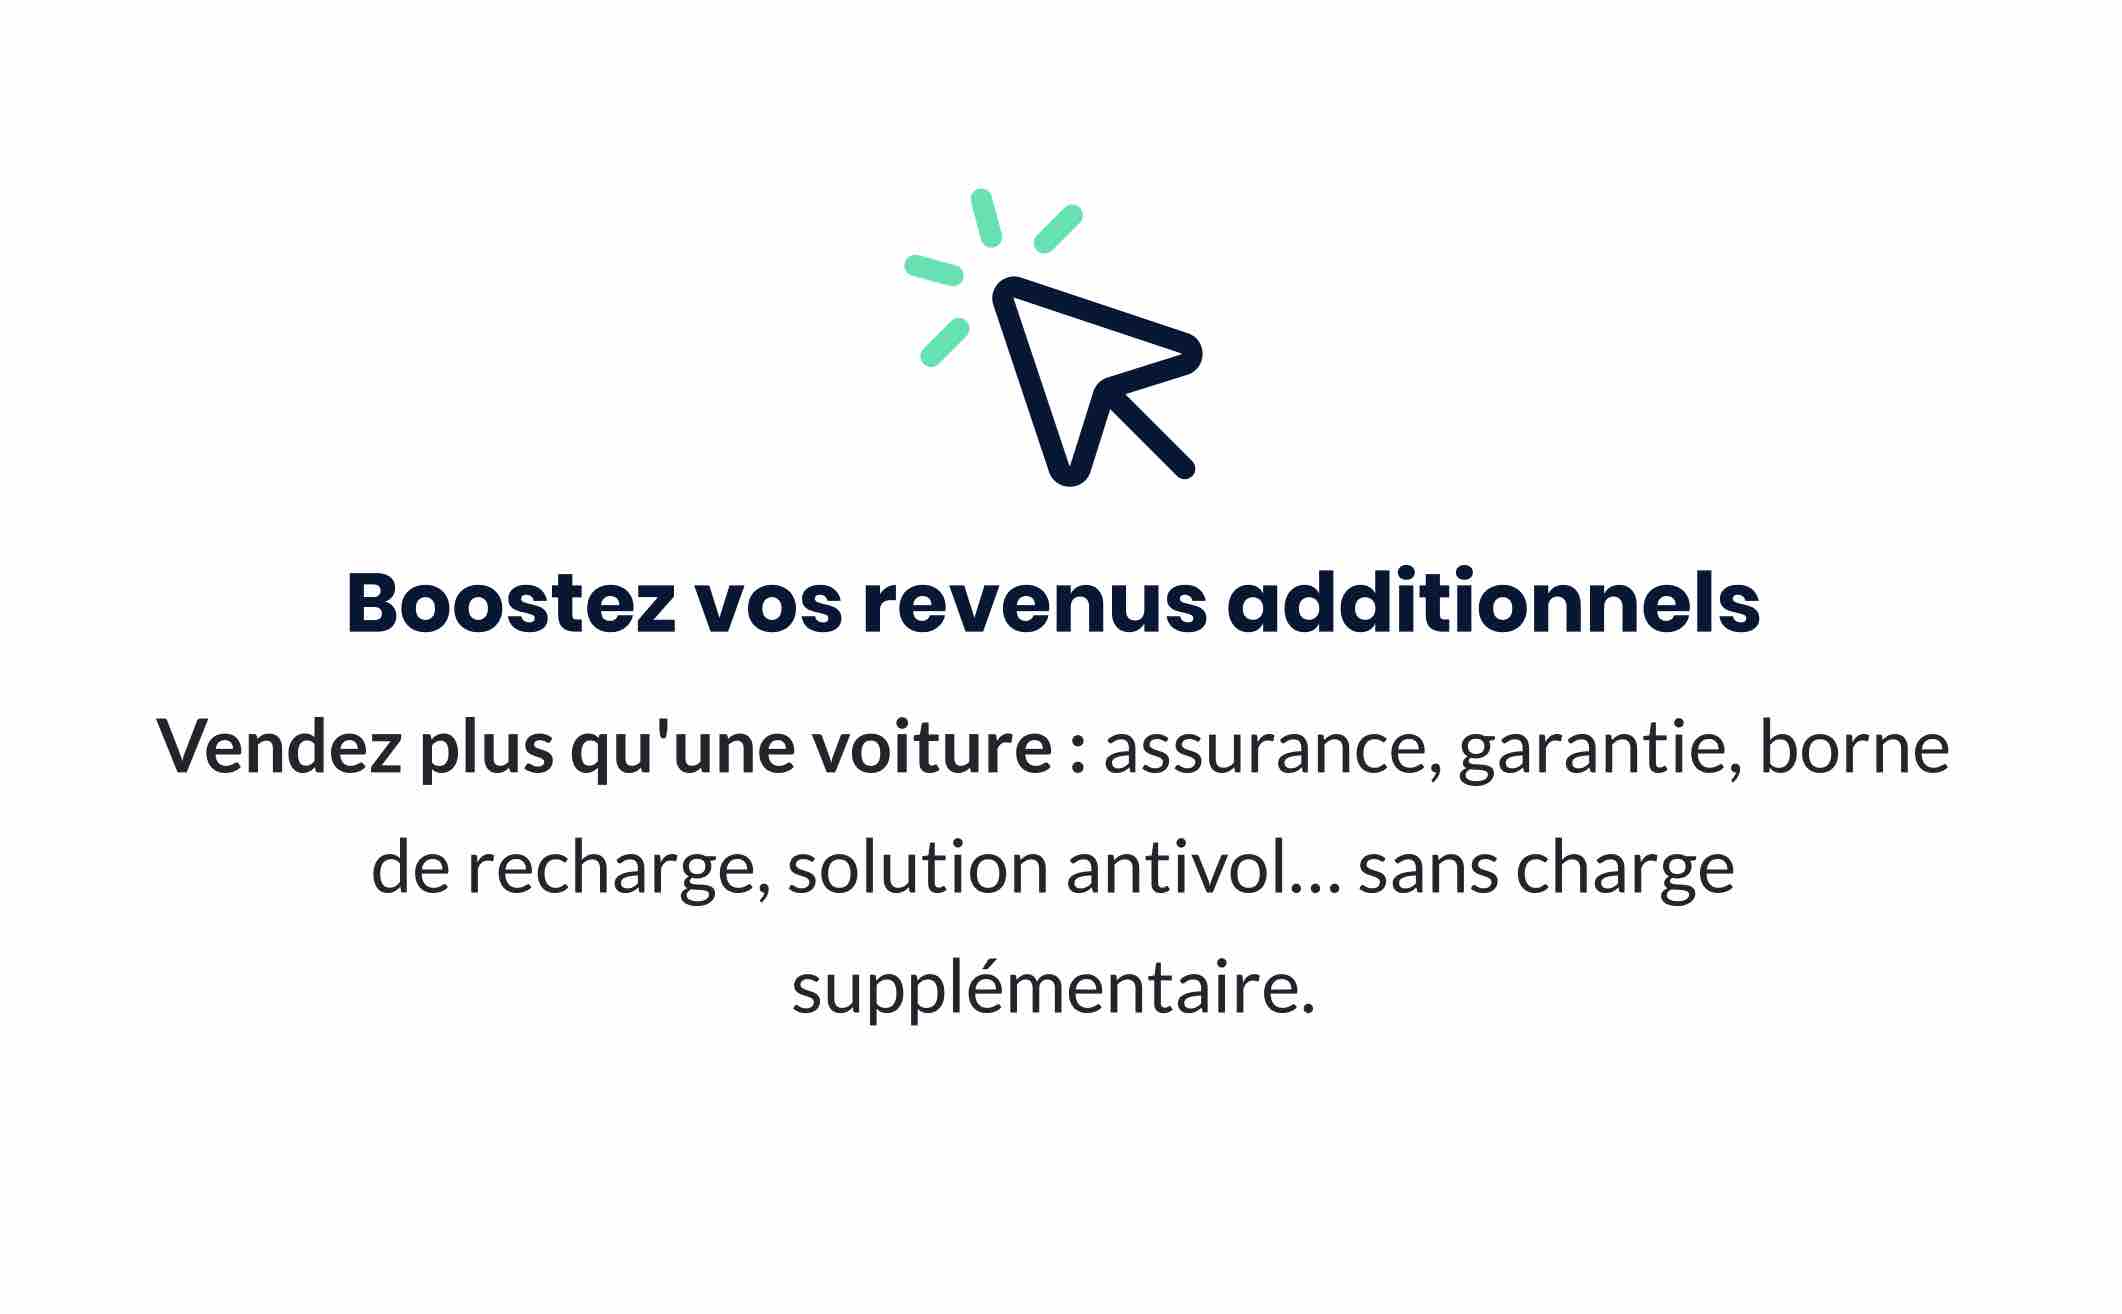 Boostez vos revenus additionnels
Vendez plus qu'une voiture : assurance, garantie, borne
de recharge, solution antivol... sans charge
supplémentaire.